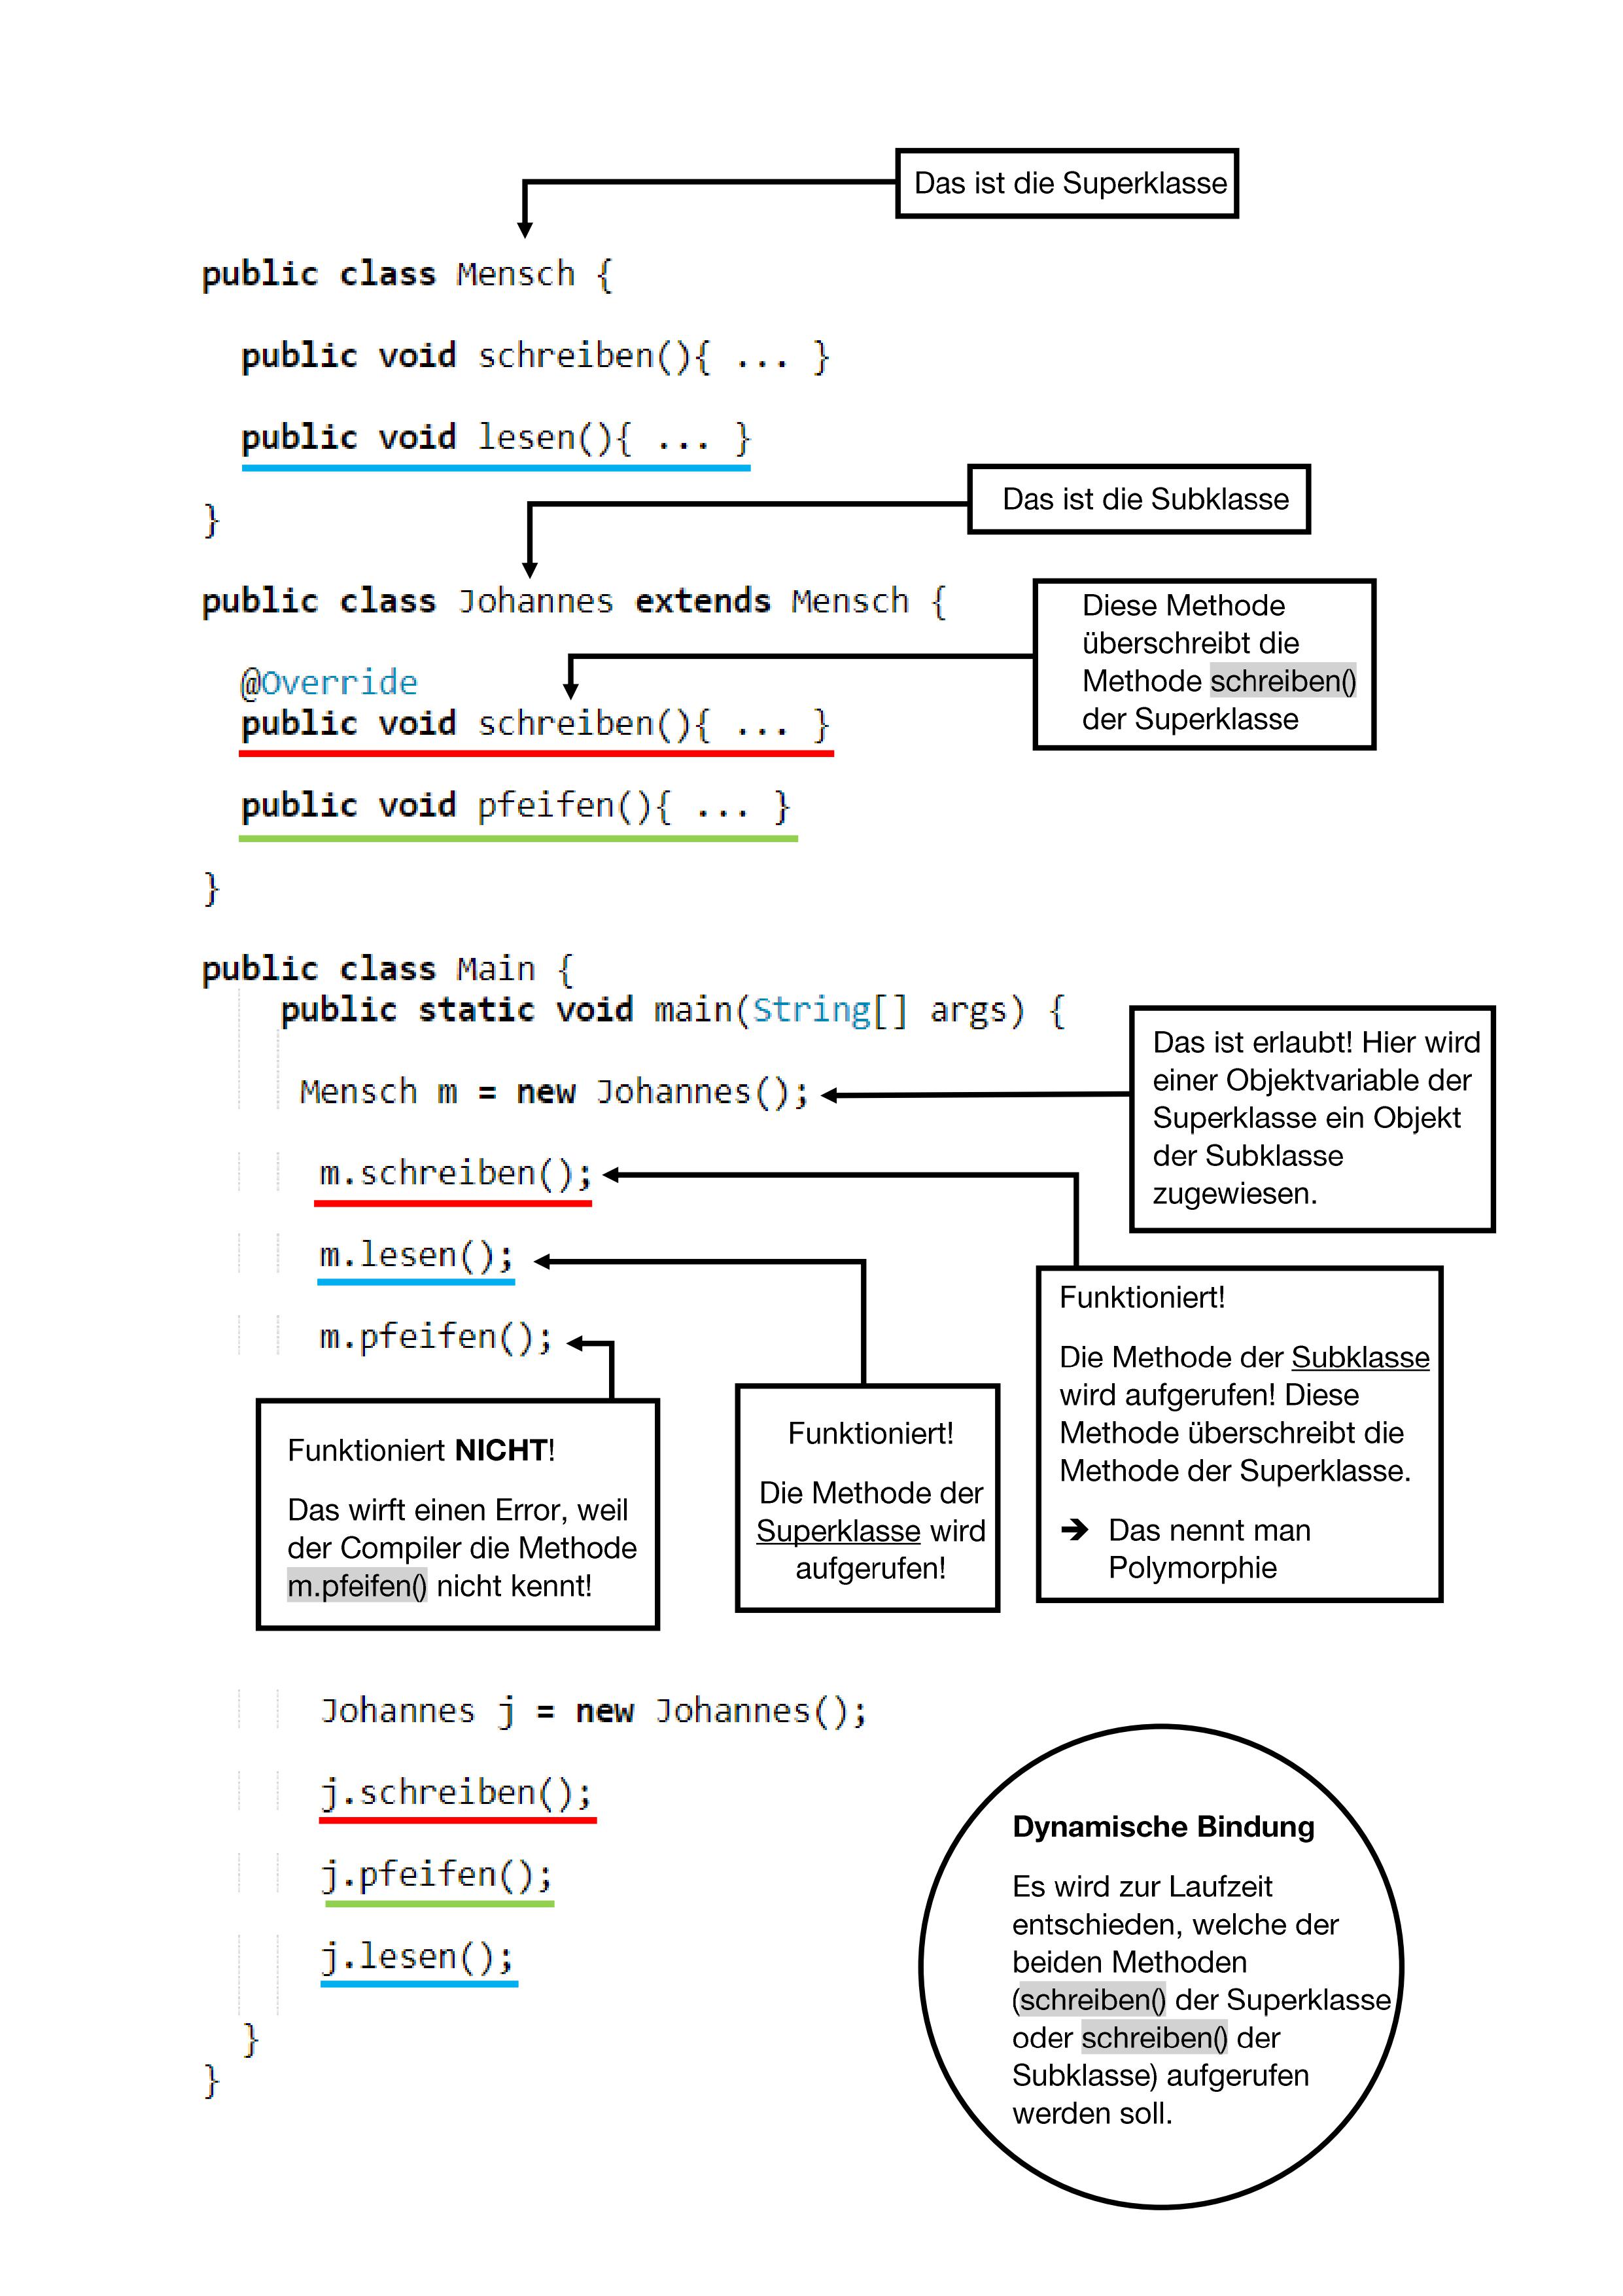 Das ist die Superklasse
public class Mensch {
public void schreiben(){ ... }
public void lesen(){ ... }
}
Das ist die Subklasse
public class Johannes extends Mensch {
Diese Methode
überschreibt die
Methode schreiben()
der Superklasse
@Override
public void schreiben(){ ... }
public void pfeifen(){ ... }
}
public class Main {
public static void main(String[] args) {
Mensch m = new Johannes();
Das ist erlaubt! Hier wird
einer Objektvariable der
Superklasse ein Objekt
der Subklasse
zugewiesen.
m.schreiben();
m.lesen();
m.pfeifen();
Funktioniert NICHT!
Das wirft einen Error, weil
der Compiler die Methode
m.pfeifen() nicht kennt!
Funktioniert!
Die Methode der
Superklasse wird
aufgerufen!
Funktioniert!
Die Methode der Subklasse
wird aufgerufen! Diese
Methode überschreibt die
Methode der Superklasse.
➔ Das nennt man
Polymorphie
Johannes j = new Johannes();
j.schreiben();
j.pfeifen();
j.lesen();
}
}
Dynamische Bindung
Es wird zur Laufzeit
entschieden, welche der
beiden Methoden
(schreiben() der Superklasse
oder schreiben() der
Subklasse) aufgerufen
werden soll.